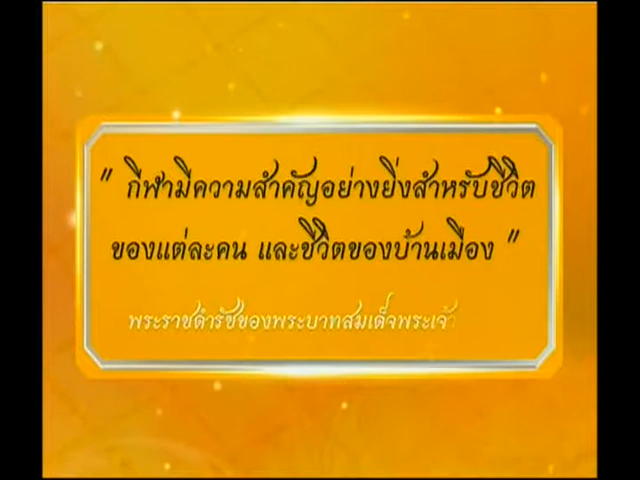 " กีฬามีความสำคัญอย่างยิ่งสำหรับชีวิต
ของแต่ละคน และชีวิตของบ้านเมือง "
พระราชดำรัชของพระบาทสมเด็จพระเจ้า